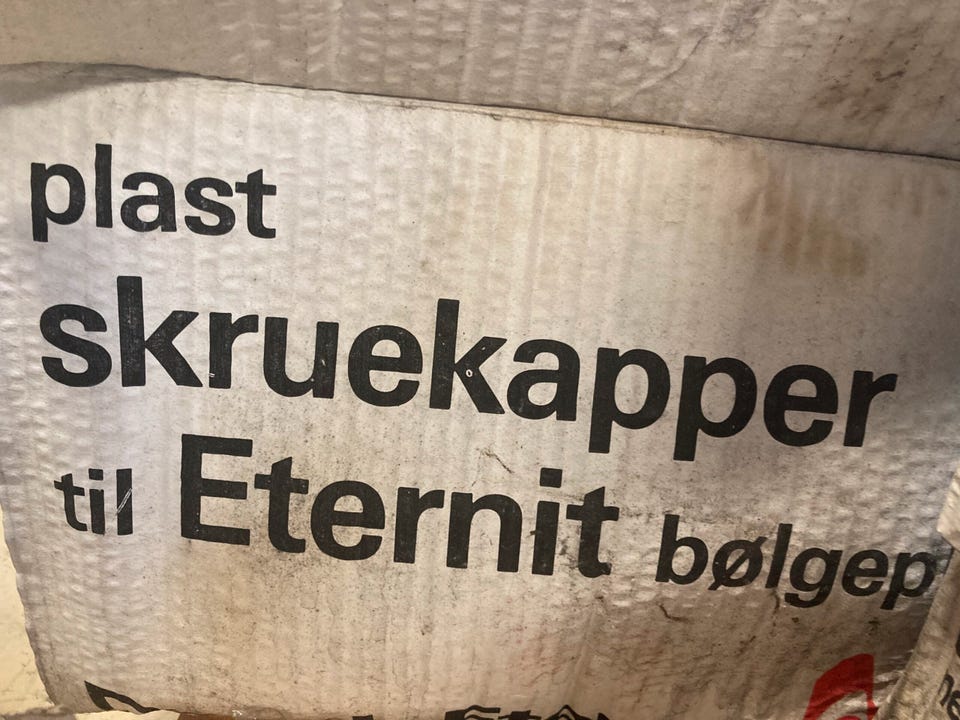 plast
skruekapper
til Eternit bølgep